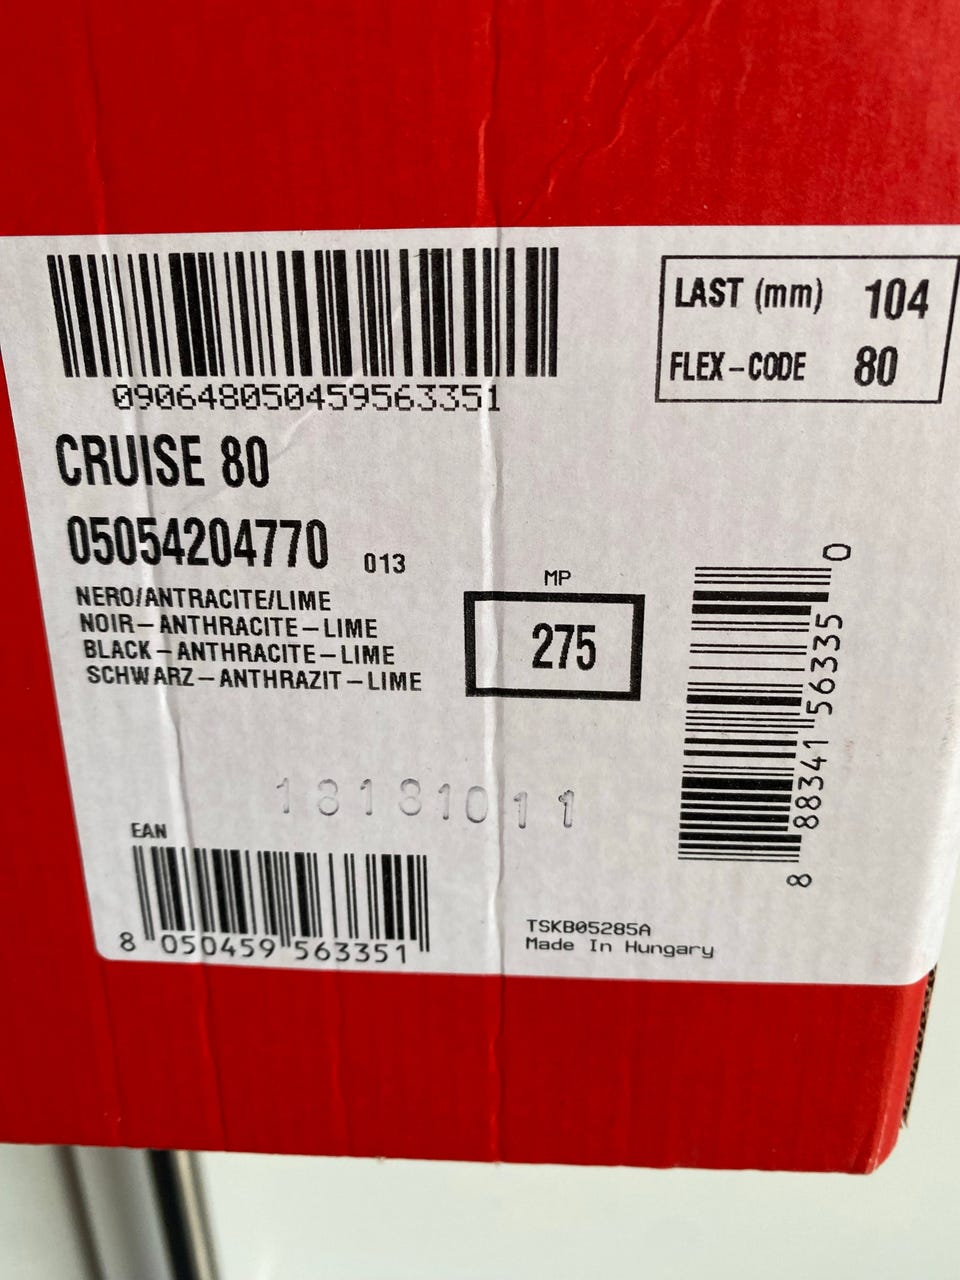 LAST (mm) 104
FLEX-CODE 80
090648050459563351
CRUISE 80
05054204770 013
NERO/ANTRACITE/LIME
NOIR-ANTHRACITE-LIME
BLACK-ANTHRACITE-LIME
SCHWARZ-ANTHRAZIT-LIME
MP
275
8 88341 56335 0
18181011
EAN
8 050459 563351
TSKB05285A
Made In Hungary